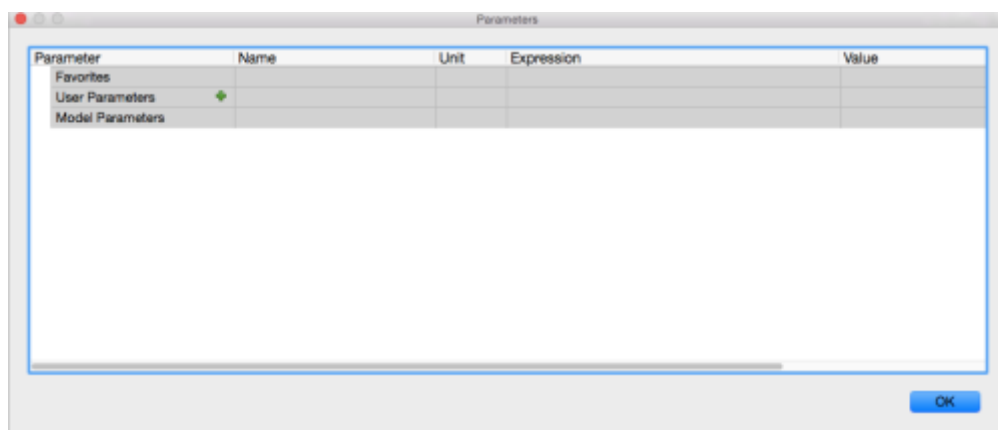 Parameters
Parameter Name Unit Expression Value
Favorites
User Parameters
Model Parameters
OK